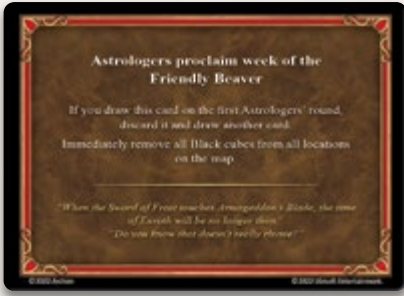 Astrologers proclaim week of the
Friendly Beaver
If you draw this card on the first Astrologers' round,
discard it and draw another card.
Immediately remove all Black cubes from all locations
on the map
"When the Sword of Frost touches Armageddon's Blade, the time
of Erathia will be no longer then."
"Do you know that doesn't really rhyme?"
©2022 Archon
©2022 Ubisoft Entertainment.